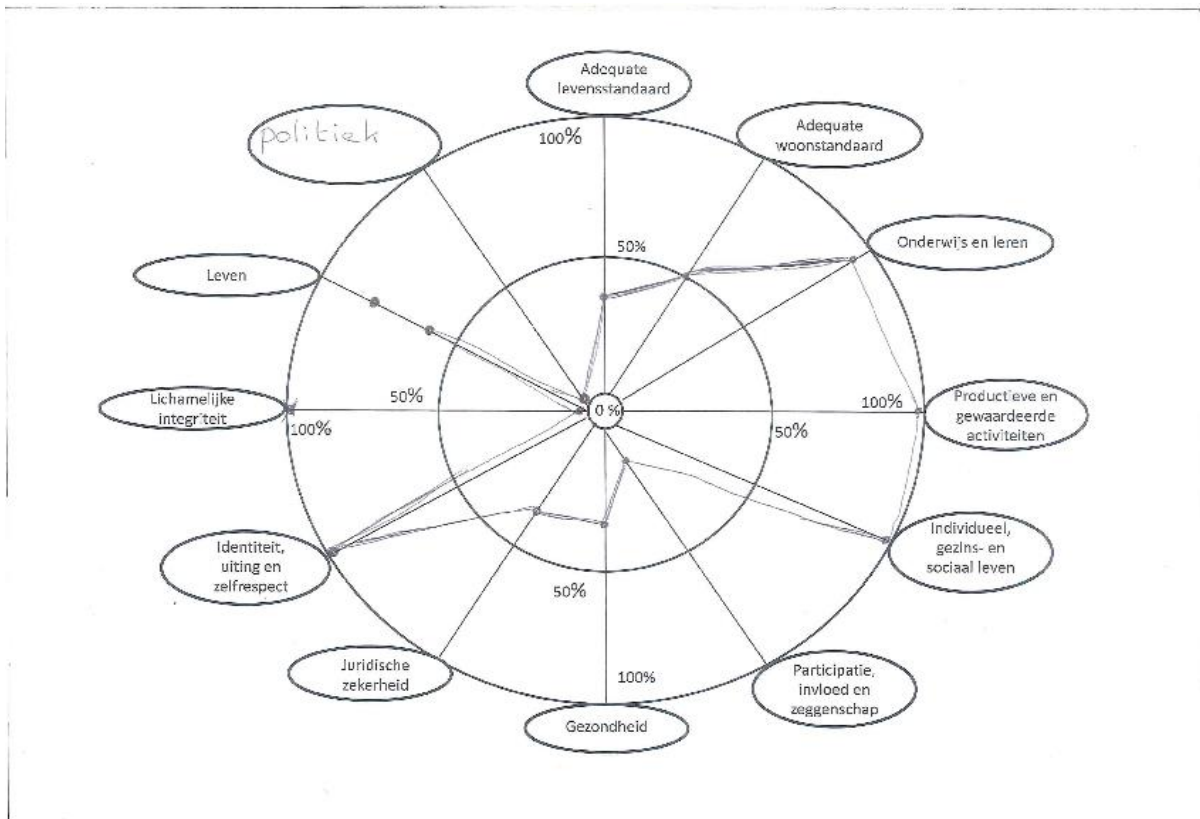 Adequate
levensstandaard
politiek
Adequate
woonstandaard
100%
Onderwijs en leren
50%
Leven
Lichamelijke
integriteit
50%
100%
0 %
100%
50%
Productieve en
gewaardeerde
activiteiten
Identiteit,
uiting en
zelfrespect
Individueel,
gezins- en
sociaal leven
50%
Juridische
zekerheid
100%
Participatie,
invloed en
zeggenschap
Gezondheid